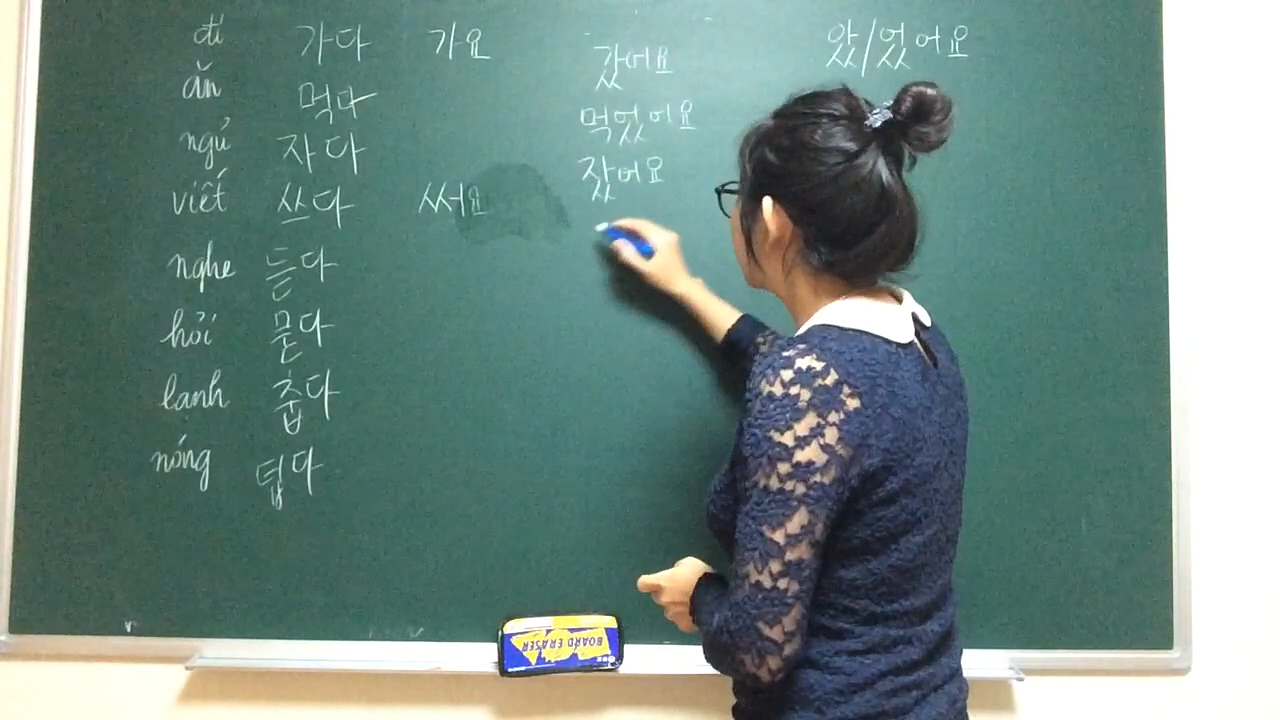 đi 가다 가요 갔어요 았/었어요
ăn 먹다 먹었어요
ngủ 자다 잤어요
viết 쓰다 써요
nghe 듣다
hỏi 묻다
lạnh 춥다
nóng 덥다
BOARD ERASER